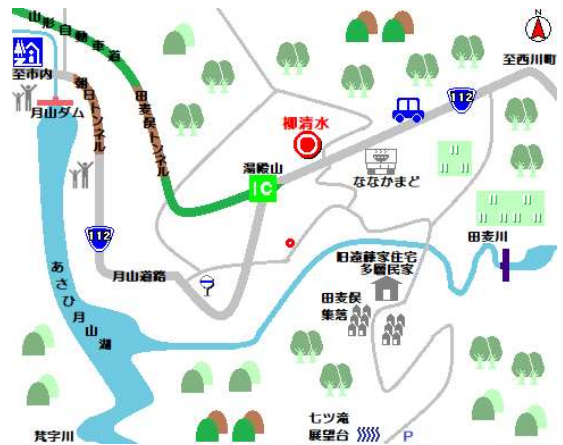 山形自動車道
至市内
月山ダム
朝日トンネル
田麦俣トンネル
柳清水
湯殿山
IC
112
至西川町
ななかまど
田麦川
112
月山道路
旧遠藤家住宅
多層民家
田麦俣
集落
あさひ月山湖
七ツ滝
展望台
P
梵字川